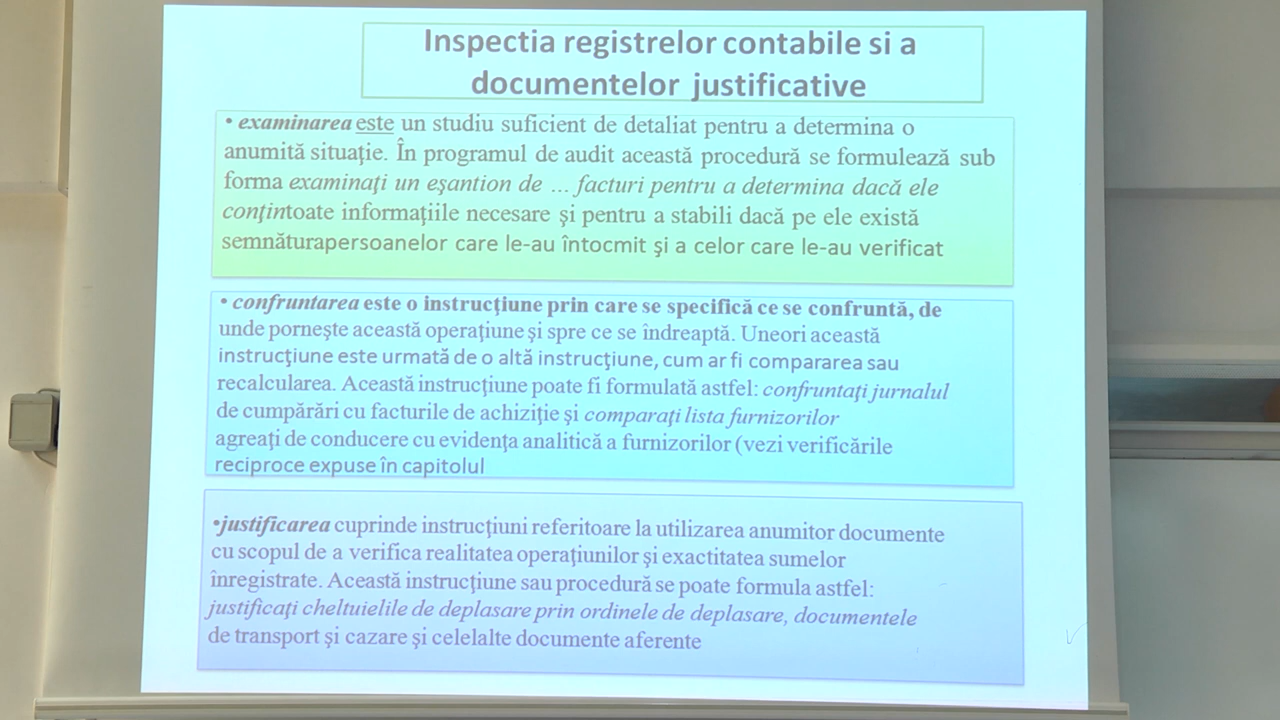 Inspectia registrelor contabile si a
documentelor justificative
• examinarea este un studiu suficient de detaliat pentru a determina o
anumită situaţie. În programul de audit această procedură se formulează sub
forma examinaţi un eşantion de ... facturi pentru a determina dacă ele
conţintoate informaţiile necesare şi pentru a stabili dacă pe ele există
semnăturapersoanelor care le-au întocmit şi a celor care le-au verificat
• confruntarea este o instrucţiune prin care se specifică ce se confruntă, de
unde porneşte această operaţiune şi spre ce se îndreaptă. Uneori această
instrucţiune este urmată de o altă instrucţiune, cum ar fi compararea sau
recalcularea. Această instrucţiune poate fi formulată astfel: confruntaţi jurnalul
de cumpărări cu facturile de achiziţie şi comparaţi lista furnizorilor
agreaţi de conducere cu evidenţa analitică a furnizorilor (vezi verificările
reciproce expuse în capitolul
•justificarea cuprinde instrucţiuni referitoare la utilizarea anumitor documente
cu scopul de a verifica realitatea operaţiunilor şi exactitatea sumelor
înregistrate. Această instrucţiune sau procedură se poate formula astfel:
justificaţi cheltuielile de deplasare prin ordinele de deplasare, documentele
de transport şi cazare şi celelalte documente aferente